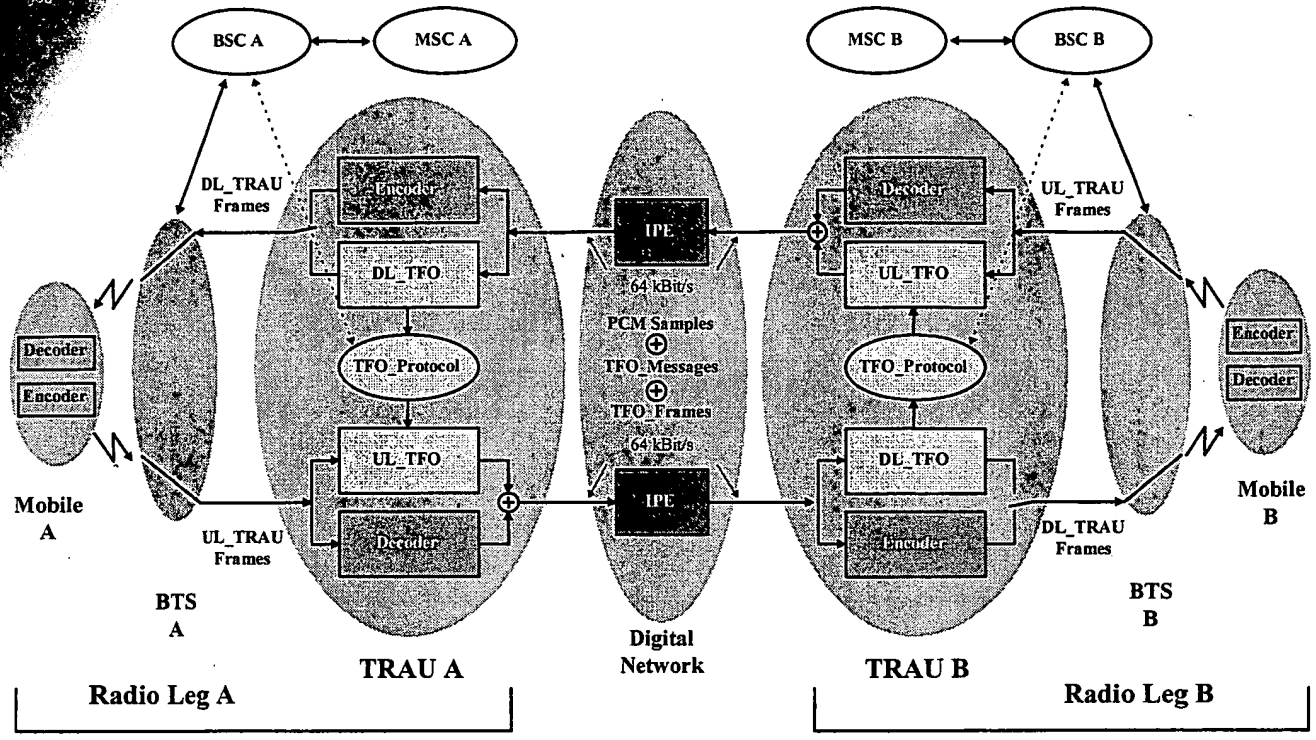 BSC A
MSC A
MSC B
BSC B
DL_TRAU
Frames
Encoder
DL_TFO
TFO_Protocol
UL_TFO
Decoder
UL_TRAU
Frames
Decoder
Encoder
Mobile
A
BTS
A
TRAU A
Radio Leg A
IPE
64 kBit/s
PCM Samples
TFO_Messages
TFO_Frames
64 kBit/s
IPE
Digital
Network
Decoder
UL_TFO
TFO_Protocol
DL_TFO
Encoder
UL_TRAU
Frames
DL_TRAU
Frames
Encoder
Decoder
Mobile
B
BTS
B
TRAU B
Radio Leg B